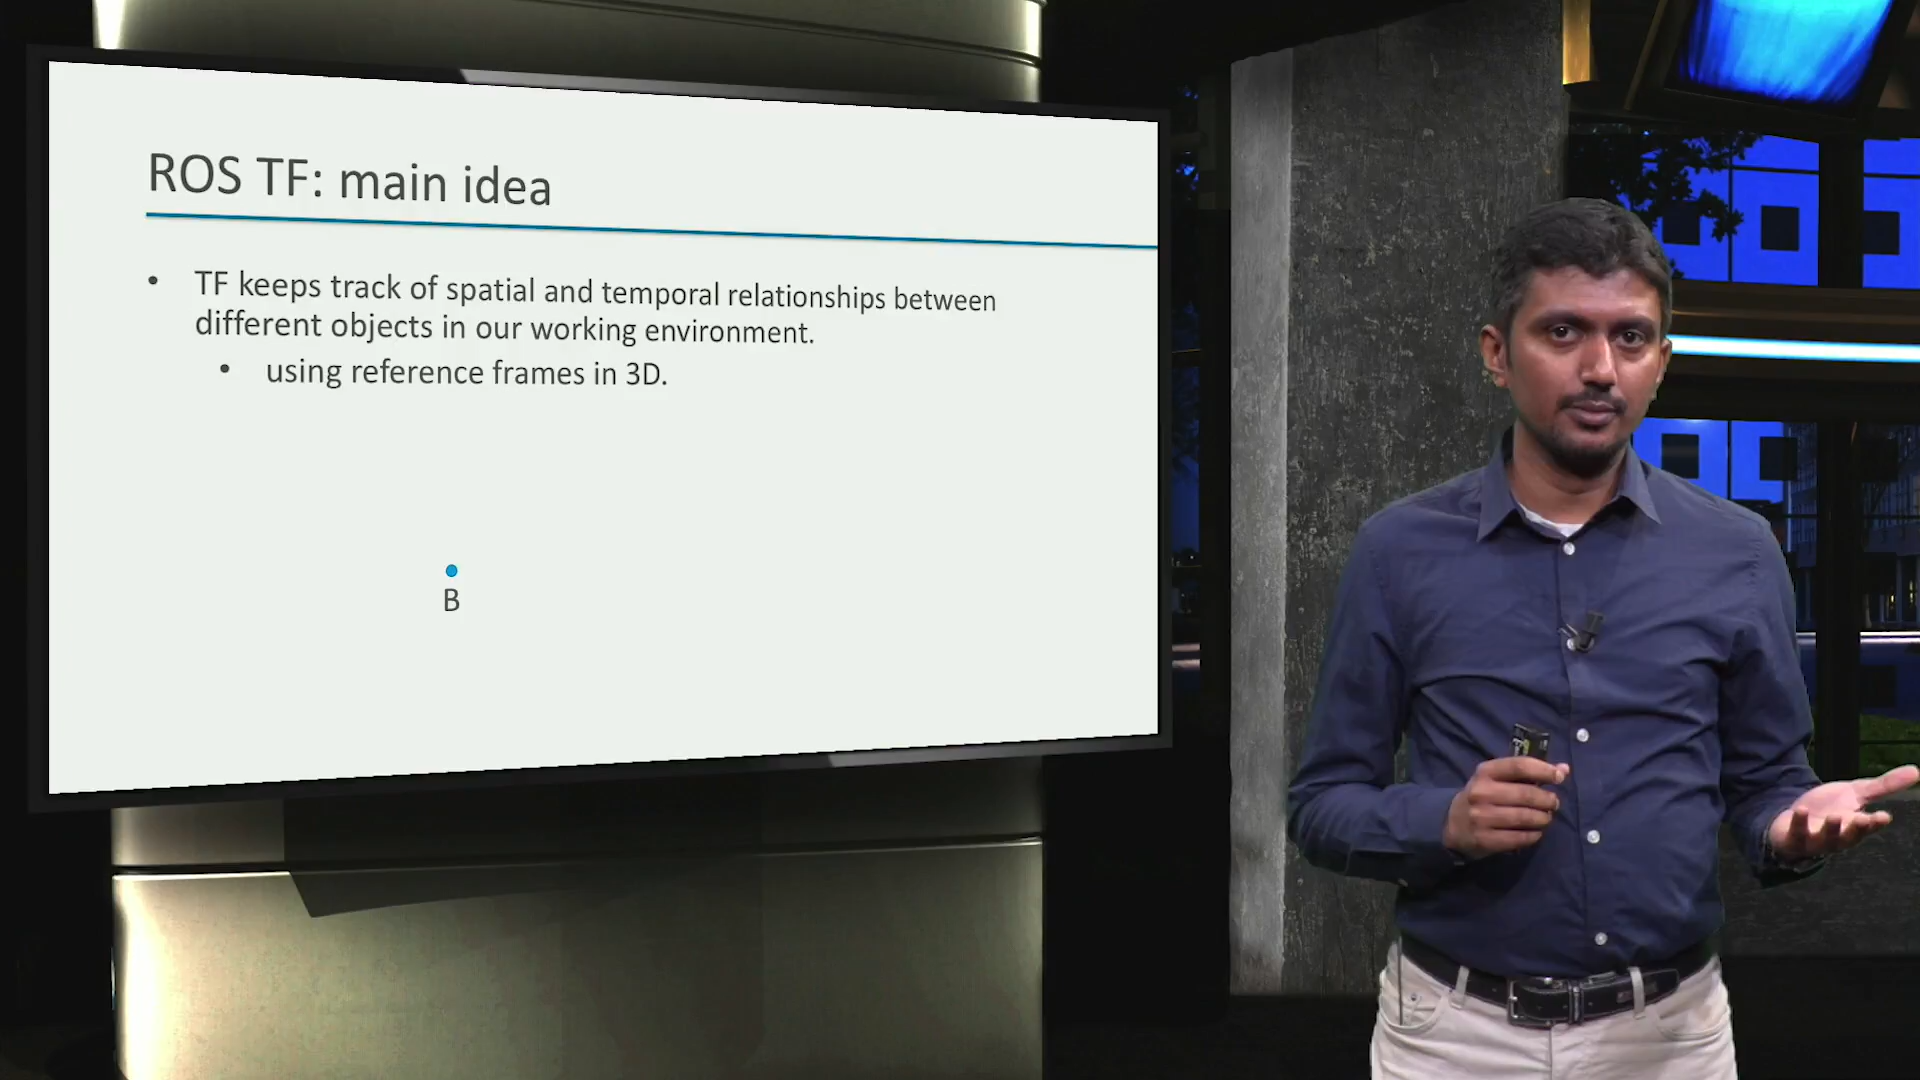 ROS TF: main idea
• TF keeps track of spatial and temporal relationships between
different objects in our working environment.
• using reference frames in 3D.
B